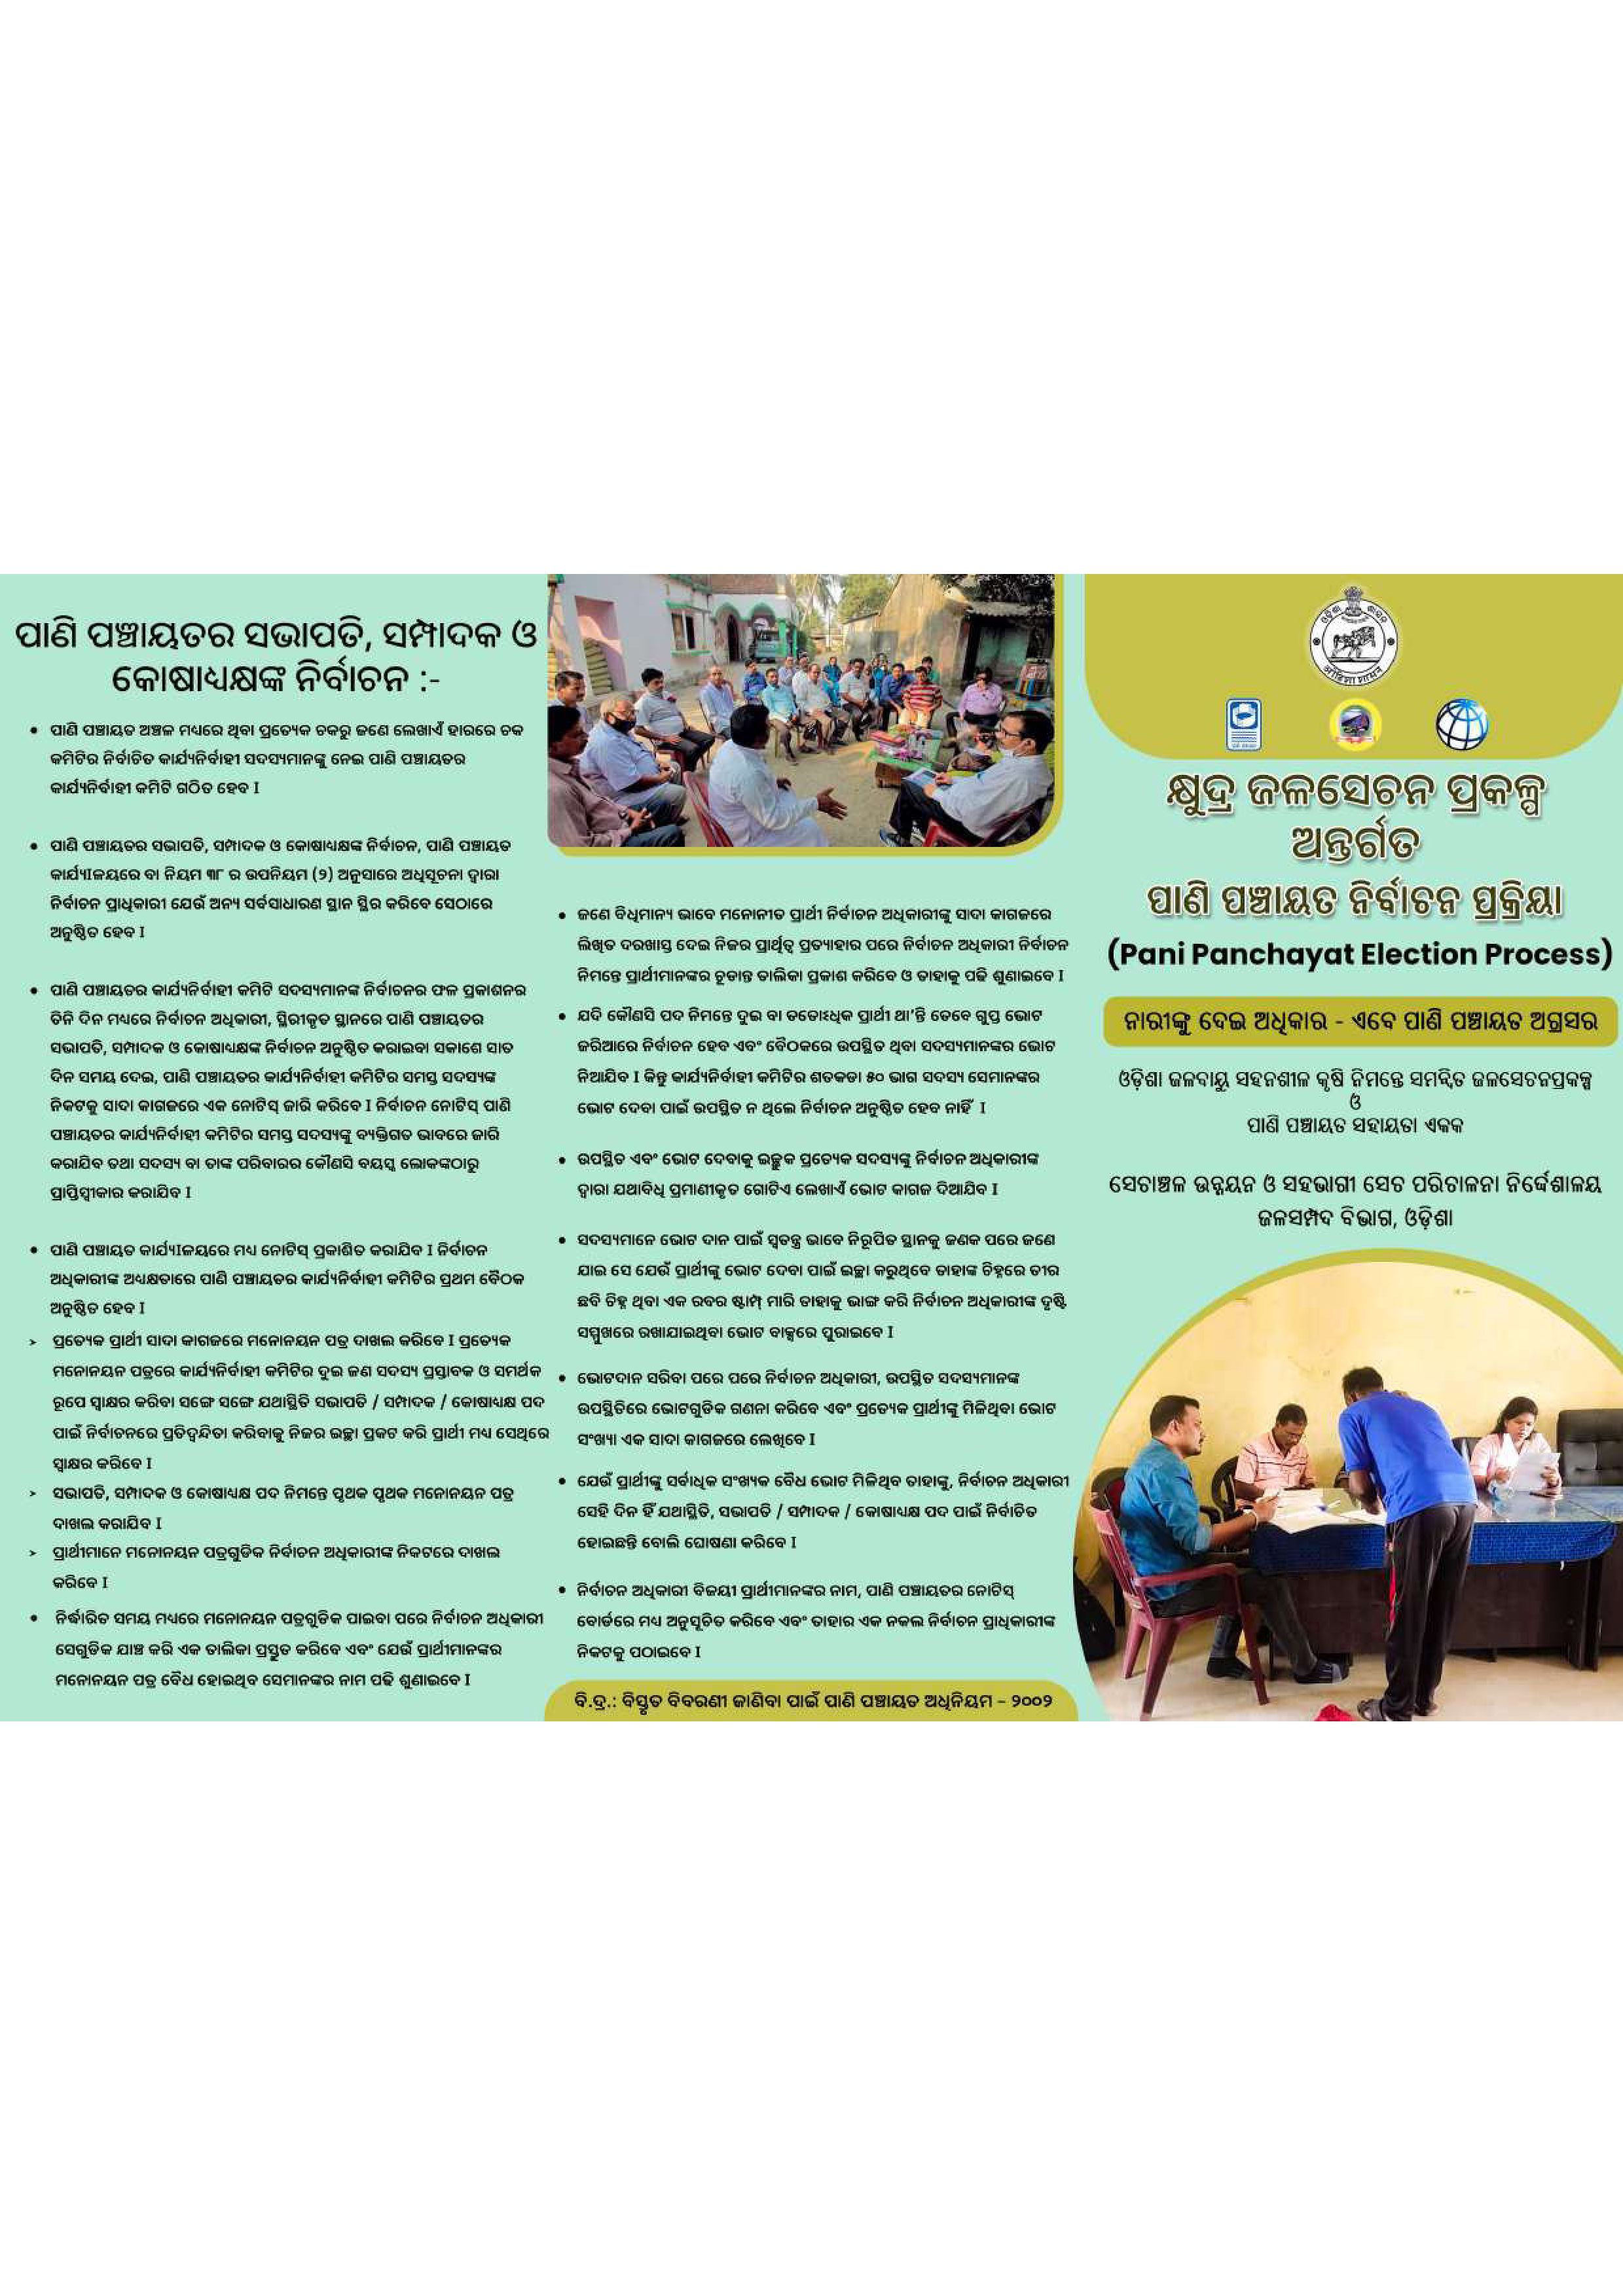 ପାଣି ପଞ୍ଚାୟତର ସଭାପତି, ସମ୍ପାଦକ ଓ
କୋଷାଧ୍ୟକ୍ଷଙ୍କ ନିର୍ବାଚନ :-
• ପାଣି ପଞ୍ଚାୟତ ଅଞ୍ଚଳ ମଧ୍ୟରେ ଥିବା ପ୍ରତ୍ୟେକ ଚକରୁ ଜଣେ ଲେଖାଏଁ ହାରରେ ଚକ
କମିଟିର ନିର୍ବାଚିତ କାର୍ଯ୍ୟନିର୍ବାହୀ ସଦସ୍ୟମାନଙ୍କୁ ନେଇ ପାଣି ପଞ୍ଚାୟତର
କାର୍ଯ୍ୟନିର୍ବାହୀ କମିଟି ଗଠିତ ହେବ I
• ପାଣି ପଞ୍ଚାୟତର ସଭାପତି, ସମ୍ପାଦକ ଓ କୋଷାଧ୍ୟକ୍ଷଙ୍କ ନିର୍ବାଚନ, ପାଣି ପଞ୍ଚାୟତ
କାର୍ଯ୍ୟାଳୟରେ ବା ନିୟମ ୩୮ ର ଉପନିୟମ (୨) ଅନୁସାରେ ଅଧିସୂଚନା ଦ୍ୱାରା
ନିର୍ବାଚନ ପ୍ରାଧିକାରୀ ଯେଉଁ ଅନ୍ୟ ସର୍ବସାଧାରଣ ସ୍ଥାନ ସ୍ଥିର କରିବେ ସେଠାରେ
ଅନୁଷ୍ଠିତ ହେବ I
• ପାଣି ପଞ୍ଚାୟତର କାର୍ଯ୍ୟନିର୍ବାହୀ କମିଟି ସଦସ୍ୟମାନଙ୍କ ନିର୍ବାଚନର ଫଳ ପ୍ରକାଶନର
ତିନି ଦିନ ମଧ୍ୟରେ ନିର୍ବାଚନ ଅଧିକାରୀ, ସ୍ଥିରୀକୃତ ସ୍ଥାନରେ ପାଣି ପଞ୍ଚାୟତର
ସଭାପତି, ସମ୍ପାଦକ ଓ କୋଷାଧ୍ୟକ୍ଷଙ୍କ ନିର୍ବାଚନ ଅନୁଷ୍ଠିତ କରାଇବା ସକାଶେ ସାତ
ଦିନ ସମୟ ଦେଇ, ପାଣି ପଞ୍ଚାୟତର କାର୍ଯ୍ୟନିର୍ବାହୀ କମିଟିର ସମସ୍ତ ସଦସ୍ୟଙ୍କ
ନିକଟକୁ ସାଦା କାଗଜରେ ଏକ ନୋଟିସ୍ ଜାରି କରିବେ I ନିର୍ବାଚନ ନୋଟିସ୍ ପାଣି
ପଞ୍ଚାୟତର କାର୍ଯ୍ୟନିର୍ବାହୀ କମିଟିର ସମସ୍ତ ସଦସ୍ୟଙ୍କୁ ବ୍ୟକ୍ତିଗତ ଭାବରେ ଜାରି
କରାଯିବ ତଥା ସଦସ୍ୟ ବା ତାଙ୍କ ପରିବାରର କୌଣସି ବୟସ୍କ ଲୋକଙ୍କଠାରୁ
ପ୍ରାପ୍ତିସ୍ୱୀକାର କରାଯିବ I
• ପାଣି ପଞ୍ଚାୟତ କାର୍ଯ୍ୟାଳୟରେ ମଧ୍ୟ ନୋଟିସ୍ ପ୍ରକାଶିତ କରାଯିବ I ନିର୍ବାଚନ
ଅଧିକାରୀଙ୍କ ଅଧ୍ୟକ୍ଷତାରେ ପାଣି ପଞ୍ଚାୟତର କାର୍ଯ୍ୟନିର୍ବାହୀ କମିଟିର ପ୍ରଥମ ବୈଠକ
ଅନୁଷ୍ଠିତ ହେବ I
➢ ପ୍ରତ୍ୟେକ ପ୍ରାର୍ଥୀ ସାଦା କାଗଜରେ ମନୋନୟନ ପତ୍ର ଦାଖଲ କରିବେ I ପ୍ରତ୍ୟେକ
ମନୋନୟନ ପତ୍ରରେ କାର୍ଯ୍ୟନିର୍ବାହୀ କମିଟିର ଦୁଇ ଜଣ ସଦସ୍ୟ ପ୍ରସ୍ତାବକ ଓ ସମର୍ଥକ
ରୂପେ ସ୍ୱାକ୍ଷର କରିବା ସଙ୍ଗେ ସଙ୍ଗେ ଯଥାସ୍ଥିତି ସଭାପତି / ସମ୍ପାଦକ / କୋଷାଧ୍ୟକ୍ଷ ପଦ
ପାଇଁ ନିର୍ବାଚନରେ ପ୍ରତିଦ୍ୱନ୍ଦିତା କରିବାକୁ ନିଜର ଇଚ୍ଛା ପ୍ରକଟ କରି ପ୍ରାର୍ଥୀ ମଧ୍ୟ ସେଥିରେ
ସ୍ୱାକ୍ଷର କରିବେ I
➢ ସଭାପତି, ସମ୍ପାଦକ ଓ କୋଷାଧ୍ୟକ୍ଷ ପଦ ନିମନ୍ତେ ପୃଥକ ପୃଥକ ମନୋନୟନ ପତ୍ର
ଦାଖଲ କରାଯିବ I
➢ ପ୍ରାର୍ଥୀମାନେ ମନୋନୟନ ପତ୍ରଗୁଡିକ ନିର୍ବାଚନ ଅଧିକାରୀଙ୍କ ନିକଟରେ ଦାଖଲ
କରିବେ I
• ନିର୍ଦ୍ଧାରିତ ସମୟ ମଧ୍ୟରେ ମନୋନୟନ ପତ୍ରଗୁଡିକ ପାଇବା ପରେ ନିର୍ବାଚନ ଅଧିକାରୀ
ସେଗୁଡିକ ଯାଞ୍ଚ କରି ଏକ ତାଲିକା ପ୍ରସ୍ତୁତ କରିବେ ଏବଂ ଯେଉଁ ପ୍ରାର୍ଥୀମାନଙ୍କର
ମନୋନୟନ ପତ୍ର ବୈଧ ହୋଇଥିବ ସେମାନଙ୍କର ନାମ ପଢି ଶୁଣାଇବେ I
• ଜଣେ ବିଧିମାନ୍ୟ ଭାବେ ମନୋନୀତ ପ୍ରାର୍ଥୀ ନିର୍ବାଚନ ଅଧିକାରୀଙ୍କୁ ସାଦା କାଗଜରେ
ଲିଖିତ ଦରଖାସ୍ତ ଦେଇ ନିଜର ପ୍ରାର୍ଥିତ୍ୱ ପ୍ରତ୍ୟାହାର ପରେ ନିର୍ବାଚନ ଅଧିକାରୀ ନିର୍ବାଚନ
ନିମନ୍ତେ ପ୍ରାର୍ଥୀମାନଙ୍କର ଚୂଡାନ୍ତ ତାଲିକା ପ୍ରକାଶ କରିବେ ଓ ତାହାକୁ ପଢି ଶୁଣାଇବେ I
• ଯଦି କୌଣସି ପଦ ନିମନ୍ତେ ଦୁଇ ବା ତତୋଽଧିକ ପ୍ରାର୍ଥୀ ଥା’ନ୍ତି ତେବେ ଗୁପ୍ତ ଭୋଟ
ଜରିଆରେ ନିର୍ବାଚନ ହେବ ଏବଂ ବୈଠକରେ ଉପସ୍ଥିତ ଥିବା ସଦସ୍ୟମାନଙ୍କର ଭୋଟ
ନିଆଯିବ I କିନ୍ତୁ କାର୍ଯ୍ୟନିର୍ବାହୀ କମିଟିର ଶତକଡା ୫୦ ଭାଗ ସଦସ୍ୟ ସେମାନଙ୍କର
ଭୋଟ ଦେବା ପାଇଁ ଉପସ୍ଥିତ ନ ଥିଲେ ନିର୍ବାଚନ ଅନୁଷ୍ଠିତ ହେବ ନାହିଁ I
• ଉପସ୍ଥିତ ଏବଂ ଭୋଟ ଦେବାକୁ ଇଚ୍ଛୁକ ପ୍ରତ୍ୟେକ ସଦସ୍ୟଙ୍କୁ ନିର୍ବାଚନ ଅଧିକାରୀଙ୍କ
ଦ୍ୱାରା ଯଥାବିଧି ପ୍ରମାଣୀକୃତ ଗୋଟିଏ ଲେଖାଏଁ ଭୋଟ କାଗଜ ଦିଆଯିବ I
• ସଦସ୍ୟମାନେ ଭୋଟ ଦାନ ପାଇଁ ସ୍ୱତନ୍ତ୍ର ଭାବେ ନିରୂପିତ ସ୍ଥାନକୁ ଜଣକ ପରେ ଜଣେ
ଯାଇ ସେ ଯେଉଁ ପ୍ରାର୍ଥୀଙ୍କୁ ଭୋଟ ଦେବା ପାଇଁ ଇଚ୍ଛା କରୁଥିବେ ତାହାଙ୍କ ଚିହ୍ନରେ ତୀର
ଛବି ଚିହ୍ନ ଥିବା ଏକ ରବର ଷ୍ଟାମ୍ପ୍ ମାରି ତାହାକୁ ଭାଙ୍ଗ କରି ନିର୍ବାଚନ ଅଧିକାରୀଙ୍କ ଦୃଷ୍ଟି
ସମ୍ମୁଖରେ ରଖାଯାଇଥିବା ଭୋଟ ବାକ୍ସରେ ପୁରାଇବେ I
• ଭୋଟଦାନ ସରିବା ପରେ ପରେ ନିର୍ବାଚନ ଅଧିକାରୀ, ଉପସ୍ଥିତ ସଦସ୍ୟମାନଙ୍କ
ଉପସ୍ଥିତିରେ ଭୋଟଗୁଡିକ ଗଣନା କରିବେ ଏବଂ ପ୍ରତ୍ୟେକ ପ୍ରାର୍ଥୀଙ୍କୁ ମିଳିଥିବା ଭୋଟ
ସଂଖ୍ୟା ଏକ ସାଦା କାଗଜରେ ଲେଖିବେ I
• ଯେଉଁ ପ୍ରାର୍ଥୀଙ୍କୁ ସର୍ବାଧିକ ସଂଖ୍ୟକ ବୈଧ ଭୋଟ ମିଳିଥିବ ତାହାଙ୍କୁ, ନିର୍ବାଚନ ଅଧିକାରୀ
ସେହି ଦିନ ହିଁ ଯଥାସ୍ଥିତି, ସଭାପତି / ସମ୍ପାଦକ / କୋଷାଧ୍ୟକ୍ଷ ପଦ ପାଇଁ ନିର୍ବାଚିତ
ହୋଇଛନ୍ତି ବୋଲି ଘୋଷଣା କରିବେ I
• ନିର୍ବାଚନ ଅଧିକାରୀ ବିଜୟୀ ପ୍ରାର୍ଥୀମାନଙ୍କର ନାମ, ପାଣି ପଞ୍ଚାୟତର ନୋଟିସ୍
ବୋର୍ଡରେ ମଧ୍ୟ ଅନୁସୂଚିତ କରିବେ ଏବଂ ତାହାର ଏକ ନକଲ ନିର୍ବାଚନ ପ୍ରାଧିକାରୀଙ୍କ
ନିକଟକୁ ପଠାଇବେ I
ବି.ଦ୍ର.: ବିସ୍ତୃତ ବିବରଣୀ ଜାଣିବା ପାଇଁ ପାଣି ପଞ୍ଚାୟତ ଅଧିନିୟମ – ୨୦୦୨
କ୍ଷୁଦ୍ର ଜଳସେଚନ ପ୍ରକଳ୍ପ
ଅନ୍ତର୍ଗତ
ପାଣି ପଞ୍ଚାୟତ ନିର୍ବାଚନ ପ୍ରକ୍ରିୟା
(Pani Panchayat Election Process)
ନାରୀଙ୍କୁ ଦେଇ ଅଧିକାର - ଏବେ ପାଣି ପଞ୍ଚାୟତ ଅଗ୍ରସର
ଓଡ଼ିଶା ଜଳବାୟୁ ସହନଶୀଳ କୃଷି ନିମନ୍ତେ ସମନ୍ୱିତ ଜଳସେଚନପ୍ରକଳ୍ପ
ଓ
ପାଣି ପଞ୍ଚାୟତ ସହାୟତା ଏକକ
ସେଚାଞ୍ଚଳ ଉନ୍ନୟନ ଓ ସହଭାଗୀ ସେଚ ପରିଚାଳନା ନିର୍ଦ୍ଦେଶାଳୟ
ଜଳସମ୍ପଦ ବିଭାଗ, ଓଡ଼ିଶା